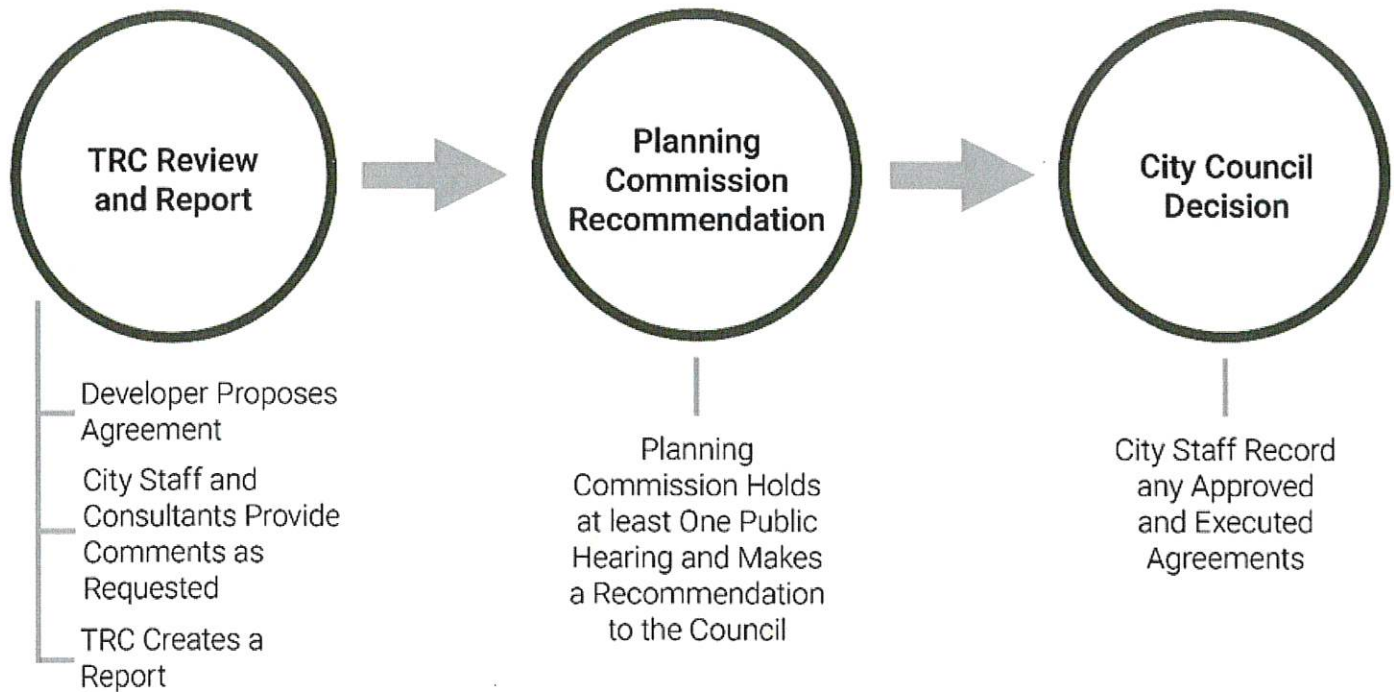 TRC Review
and Report
Developer Proposes
Agreement
City Staff and
Consultants Provide
Comments as
Requested
TRC Creates a
Report
Planning
Commission
Recommendation
Planning
Commission Holds
at least One Public
Hearing and Makes
a Recommendation
to the Council
City Council
Decision
City Staff Record
any Approved
and Executed
Agreements